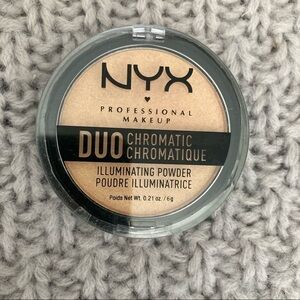 NYX
PROFESSIONAL
MAKEUP
DUO CHROMATIC
CHROMATIQUE
ILLUMINATING POWDER
POUDRE ILLUMINATRICE
Poids Net Wt. 0.21 oz. / 6g